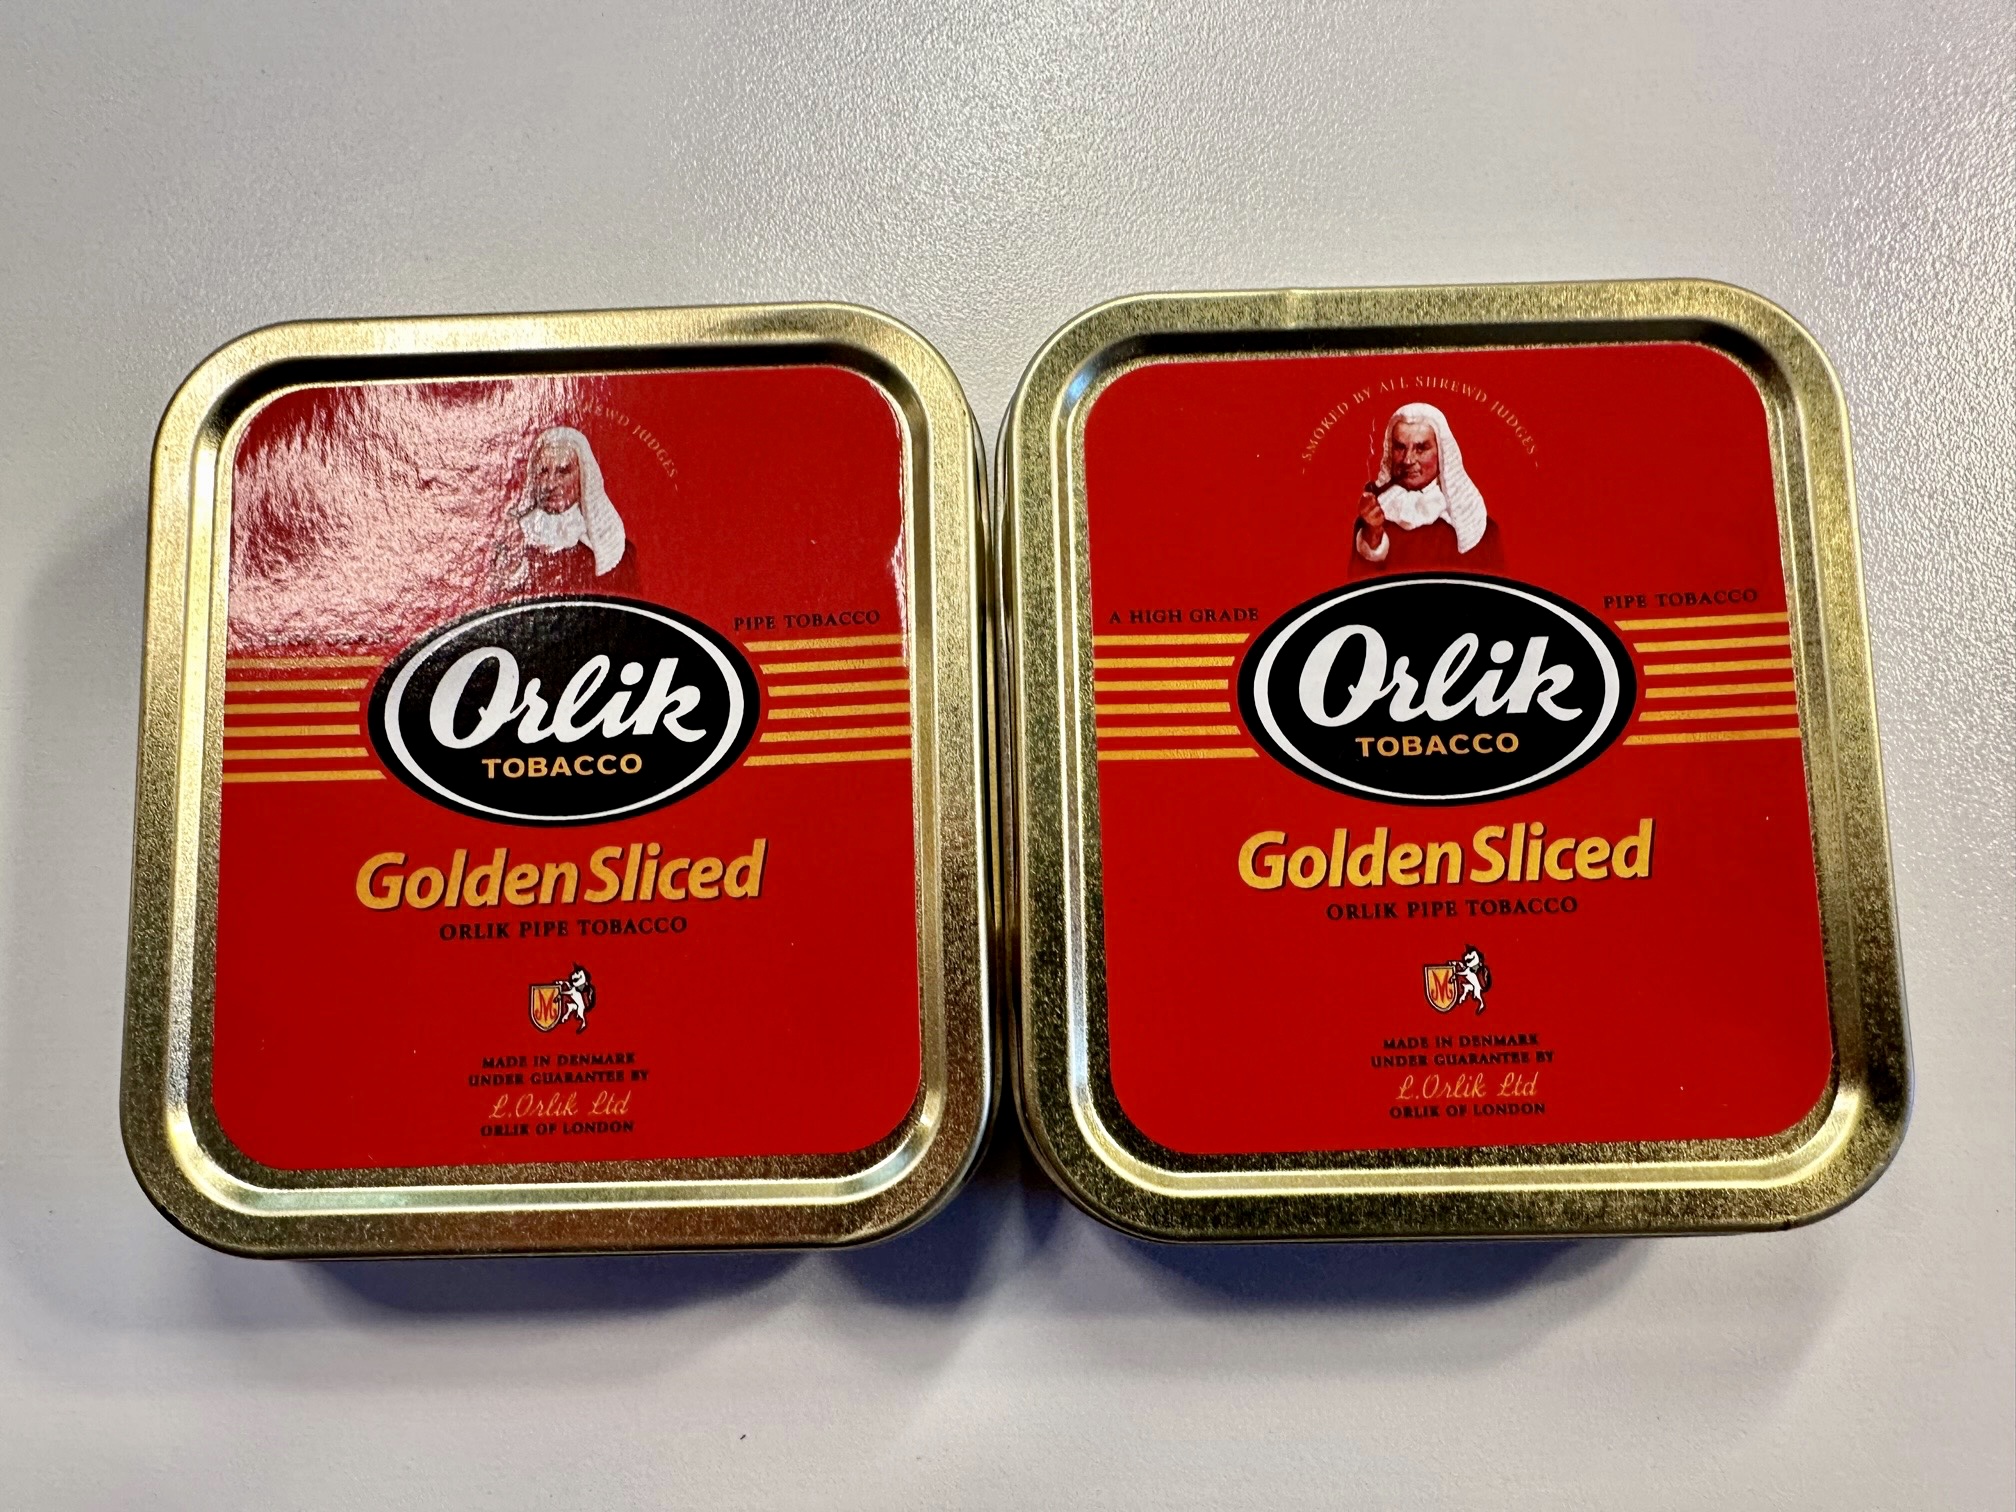 REWD JUDGES
PIPE TOBACCO
Orlik
TOBACCO
Golden Sliced
ORLIK PIPE TOBACCO
M
MADE IN DENMARK
UNDER GUARANTEE BY
L.Orlik Ltd
ORLIK OF LONDON
- SMOKED BY ALL SHREWD JUDGES -
A HIGH GRADE
PIPE TOBACCO
Orlik
TOBACCO
Golden Sliced
ORLIK PIPE TOBACCO
M
MADE IN DENMARK
UNDER GUARANTEE BY
L.Orlik Ltd
ORLIK OF LONDON